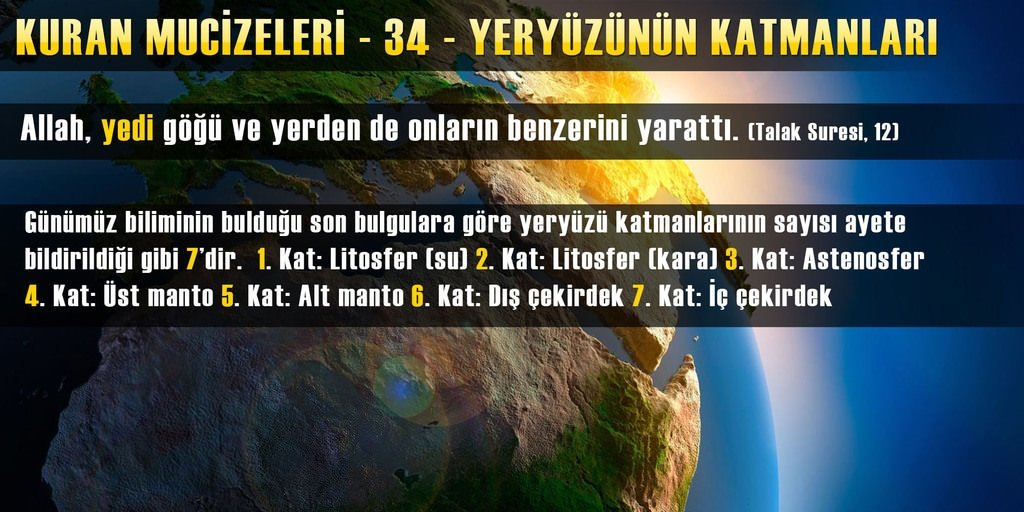 KURAN MUCİZELERİ - 34 - YERYÜZÜNÜN KATMANLARI
Allah, yedi göğü ve yerden de onların benzerini yarattı. (Talak Suresi, 12)
Günümüz biliminin bulduğu son bulgulara göre yeryüzü katmanlarının sayısı ayete
bildirildiği gibi 7'dir. 1. Kat: Litosfer (su) 2. Kat: Litosfer (kara) 3. Kat: Astenosfer
4. Kat: Üst manto 5. Kat: Alt manto 6. Kat: Dış çekirdek 7. Kat: İç çekirdek